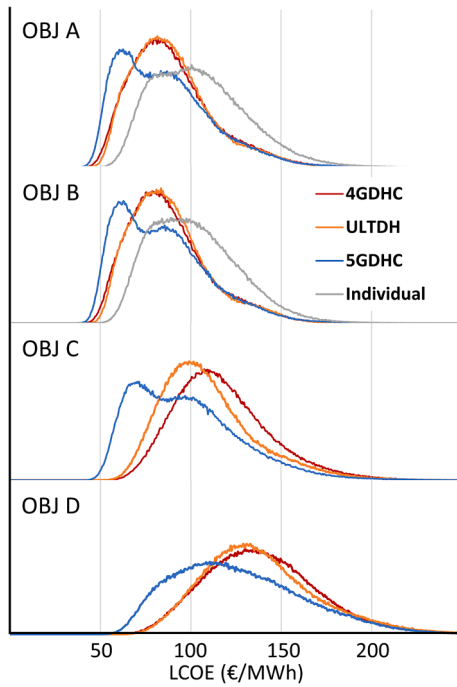 OBJ A
OBJ B
4GDHC
ULTDH
5GDHC
Individual
OBJ C
OBJ D
50 100 150 200
LCOE (€/MWh)